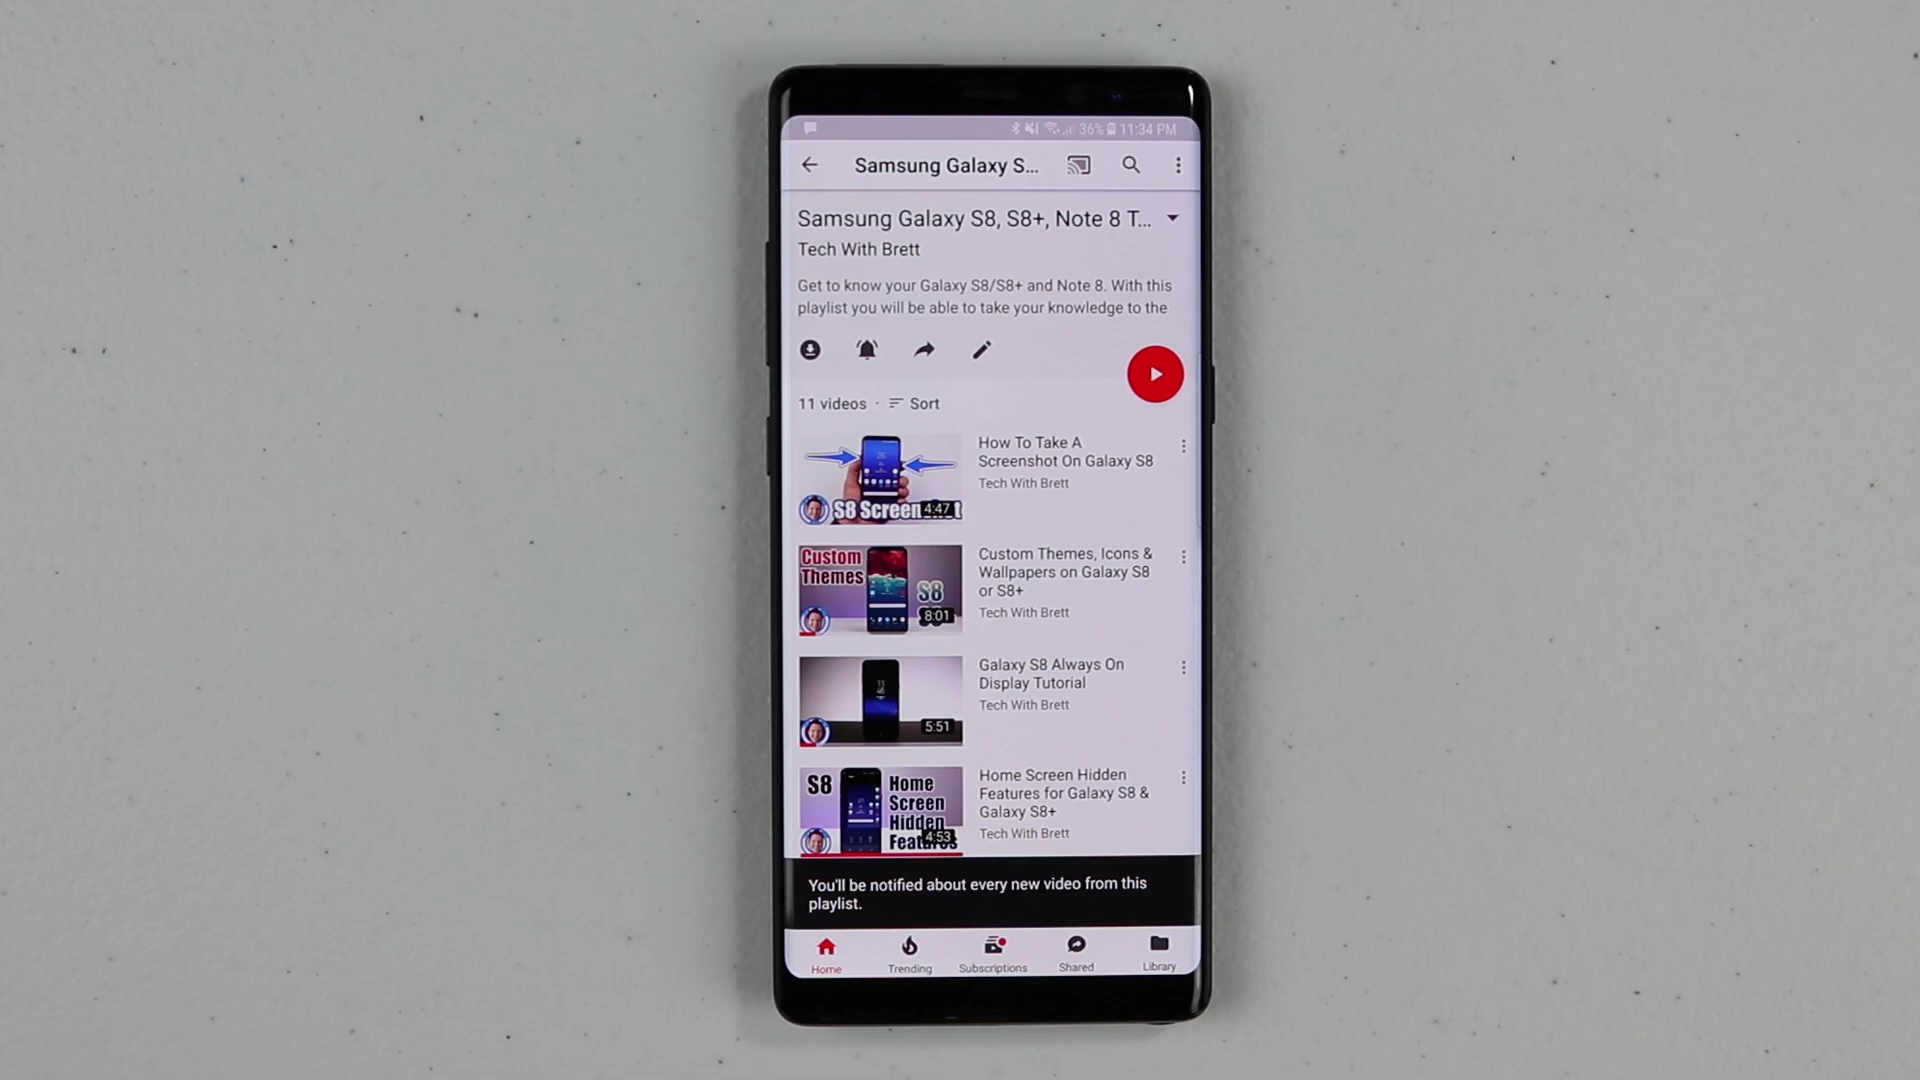 36% 11:34 PM
Samsung Galaxy S...
Samsung Galaxy S8, S8+, Note 8 T...
Tech With Brett
Get to know your Galaxy S8/S8+ and Note 8. With this
playlist you will be able to take your knowledge to the
11 videos · Sort
How To Take A
Screenshot On Galaxy S8
Tech With Brett
S8 Screen t
4:47
Custom
Themes
S8
8:01
Custom Themes, Icons &
Wallpapers on Galaxy S8
or S8+
Tech With Brett
5:51
Galaxy S8 Always On
Display Tutorial
Tech With Brett
S8
Home
Screen
Hidden
Features
4:53
Home Screen Hidden
Features for Galaxy S8 &
Galaxy S8+
Tech With Brett
You'll be notified about every new video from this
playlist.
Home Trending Subscriptions Shared Library